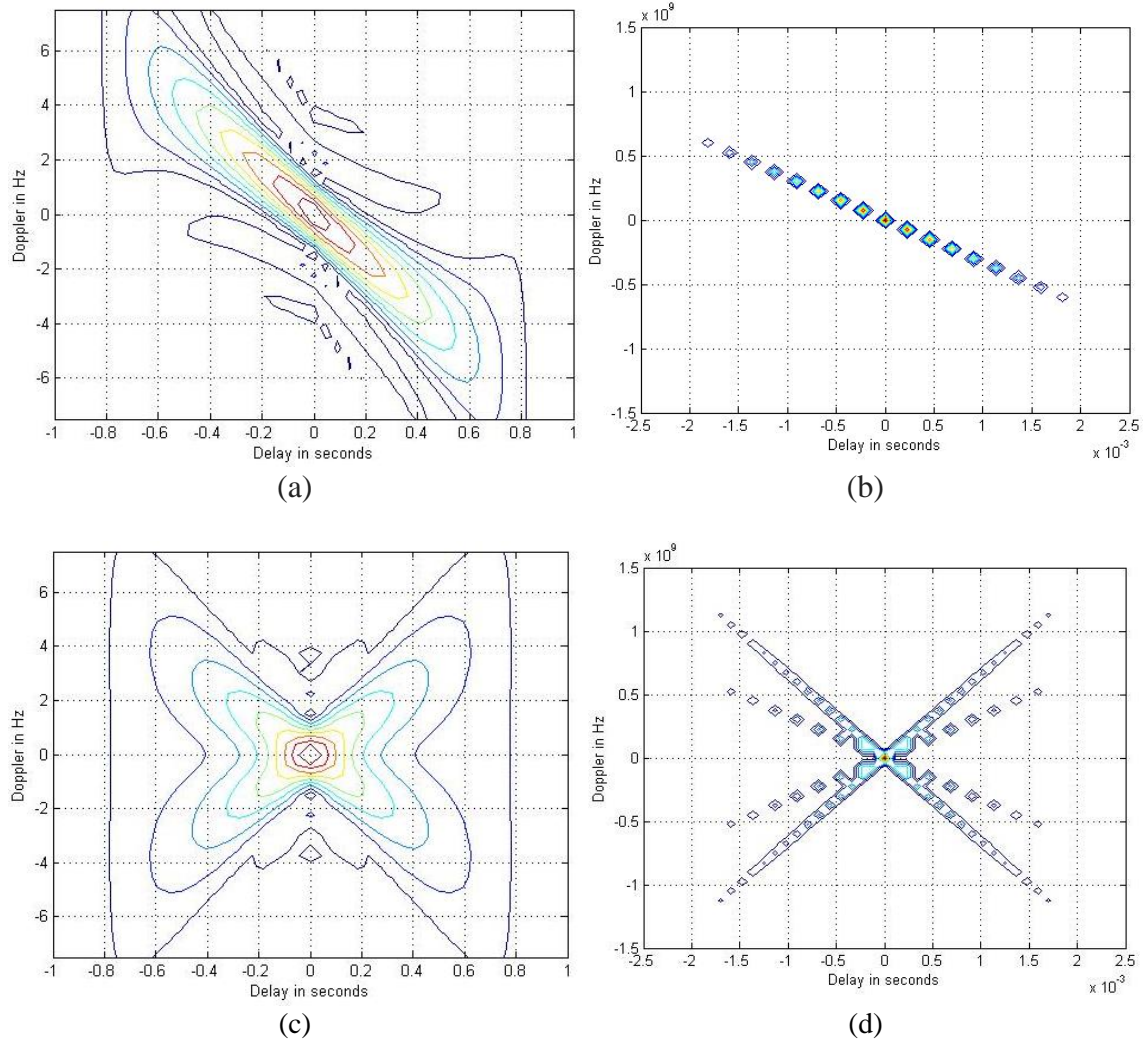 6
4
2
0
-2
-4
-6
Doppler in Hz
-1 -0.8 -0.6 -0.4 -0.2 0 0.2 0.4 0.6 0.8 1
Delay in seconds
(a)
x 10^9
1.5
1
0.5
0
-0.5
-1
-1.5
Doppler in Hz
-2.5 -2 -1.5 -1 -0.5 0 0.5 1 1.5 2 2.5
Delay in seconds
x 10^-3
(b)
6
4
2
0
-2
-4
-6
Doppler in Hz
-1 -0.8 -0.6 -0.4 -0.2 0 0.2 0.4 0.6 0.8 1
Delay in seconds
(c)
x 10^9
1.5
1
0.5
0
-0.5
-1
-1.5
Doppler in Hz
-2.5 -2 -1.5 -1 -0.5 0 0.5 1 1.5 2 2.5
Delay in seconds
x 10^-3
(d)